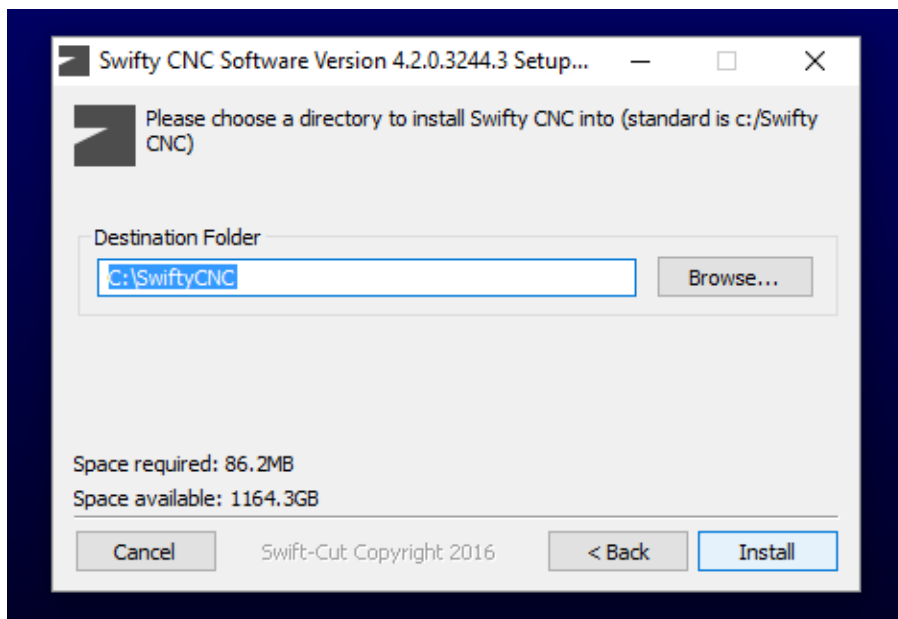 Swifty CNC Software Version 4.2.0.3244.3 Setup...
Please choose a directory to install Swifty CNC into (standard is c:/Swifty
CNC)
Destination Folder
C:\SwiftyCNC
Browse...
Space required: 86.2MB
Space available: 1164.3GB
Cancel
Swift-Cut Copyright 2016
< Back
Install